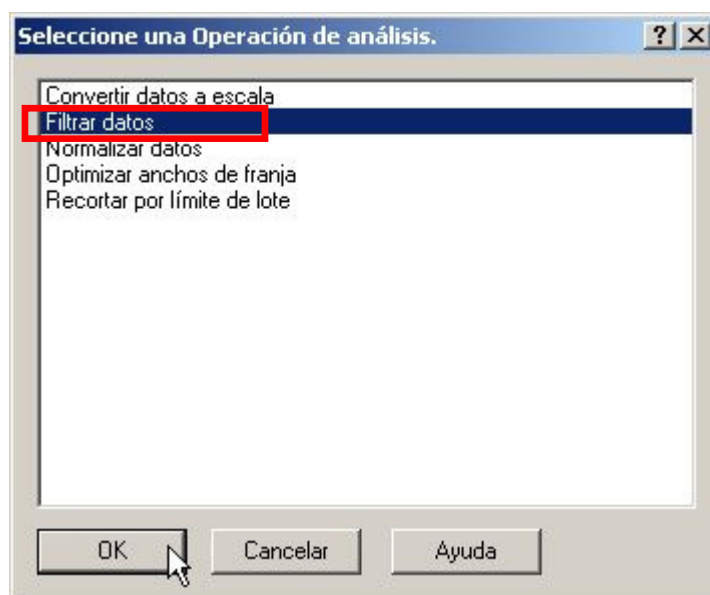 Seleccione una Operación de análisis.
Convertir datos a escala
Filtrar datos
Normalizar datos
Optimizar anchos de franja
Recortar por límite de lote
OK Cancelar Ayuda